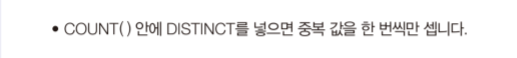 • COUNT( ) 안에 DISTINCT를 넣으면 중복 값을 한 번씩만 셉니다.